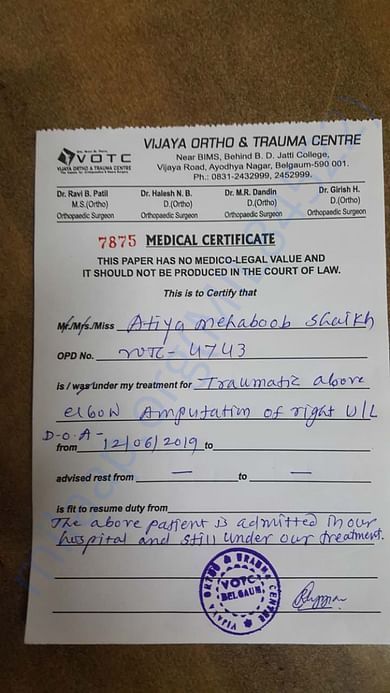 VIJAYA ORTHO & TRAUMA CENTRE
VOTC
VIJAYA ORTHO & TRAUMA CENTRE
Near BIMS, Behind B. D. Jatti College,
Vijaya Road, Ayodhya Nagar, Belgaum-590 001.
Ph.: 0831-2432999, 2452999.
Dr. Ravi B. Patil Dr. Halesh N. B. Dr. M.R. Dandin Dr. Girish H.
M.S.(Ortho) D.(Ortho) D.(Ortho) D.(Ortho)
Orthopaedic Surgeon Orthopaedic Surgeon Orthopaedic Surgeon Orthopaedic Surgeon
7875 MEDICAL CERTIFICATE
THIS PAPER HAS NO MEDICO-LEGAL VALUE AND
IT SHOULD NOT BE PRODUCED IN THE COURT OF LAW.
This is to Certify that
Mr./Mrs./Miss Atiya Mehaboob Shaikh
OPD No. 4743
is / was under my treatment for Traumatic above
elbow Amputation of right U/L
D.O.A-
from 12/06/2019 to
advised rest from — to —
is fit to resume duty from
The above patient is admitted in our
hospital and still under our treatment.
VIJAYA ORTHO & TRAUMA CENTRE
VOTC
BELGAUM